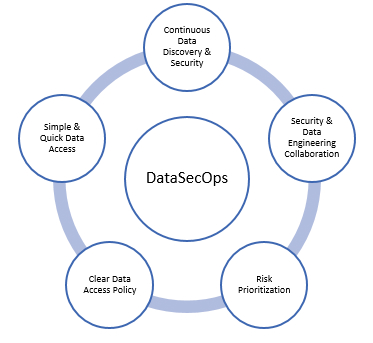 Continuous
Data
Discovery &
Security
Simple &
Quick Data
Access
Security &
Data
Engineering
Collaboration
DataSecOps
Clear Data
Access Policy
Risk
Prioritization